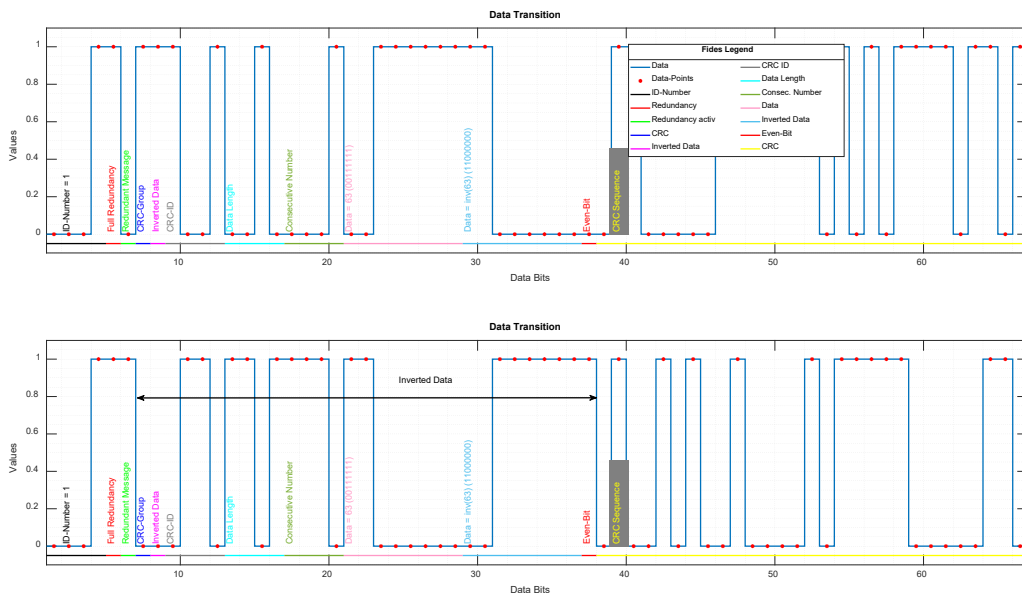 Data Transition
Values
1
0.8
0.6
0.4
0.2
0
ID-Number = 1
Full Redundancy
Redundant Message
CRC-Group
Inverted Data
CRC-ID
Data Length
Consecutive Number
Data = 63 (00111111)
Data = inv(63) (11000000)
Even-Bit
CRC Sequence
Fides Legend
Data
Data-Points
ID-Number
Redundancy
Redundancy activ
CRC
Inverted Data
CRC ID
Data Length
Consec. Number
Data
Inverted Data
Even-Bit
CRC
10
20
30
40
50
60
Data Bits
Data Transition
Values
1
0.8
0.6
0.4
0.2
0
Inverted Data
ID-Number = 1
Full Redundancy
Redundant Message
CRC-Group
Inverted Data
CRC-ID
Data Length
Consecutive Number
Data = 63 (00111111)
Data = inv(63) (11000000)
Even-Bit
CRC Sequence
10
20
30
40
50
60
Data Bits